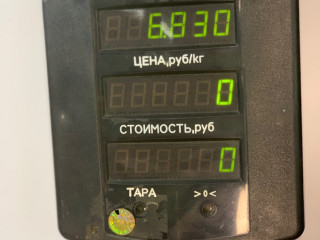 6.830
ЦЕНА,руб/кг
0
СТОИМОСТЬ,руб
0
ТАРА >0<